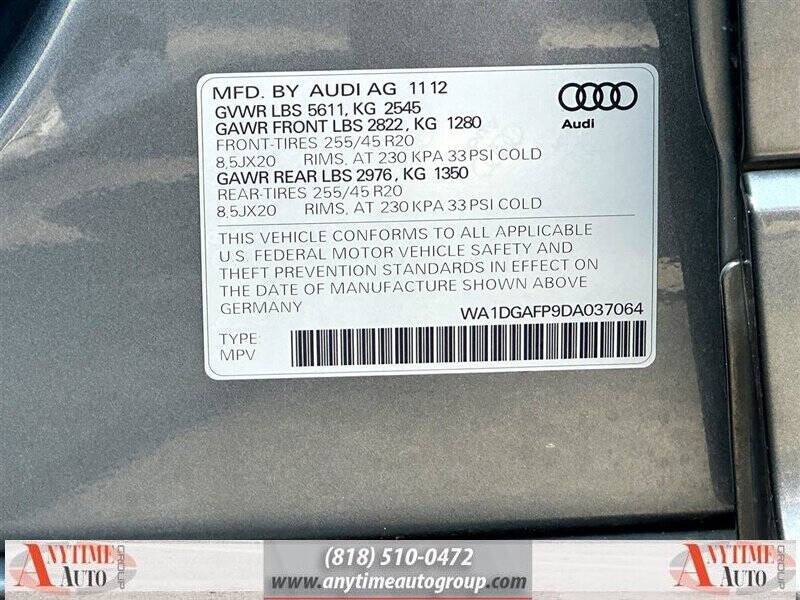 MFD. BY AUDI AG 11 12
GVWR LBS 5611, KG 2545
GAWR FRONT LBS 2822, KG 1280
FRONT-TIRES 255/45 R20
8,5JX20 RIMS, AT 230 KPA 33 PSI COLD
GAWR REAR LBS 2976, KG 1350
REAR-TIRES 255/45 R20
8,5JX20 RIMS, AT 230 KPA 33 PSI COLD
Audi
THIS VEHICLE CONFORMS TO ALL APPLICABLE
U.S. FEDERAL MOTOR VEHICLE SAFETY AND
THEFT PREVENTION STANDARDS IN EFFECT ON
THE DATE OF MANUFACTURE SHOWN ABOVE
GERMANY WA1DGAFP9DA037064
TYPE:
MPV
ANYTIME
AUTO
GROUP
(818) 510-0472
www.anytimeautogroup.com
ANYTIME
AUTO
GROUP